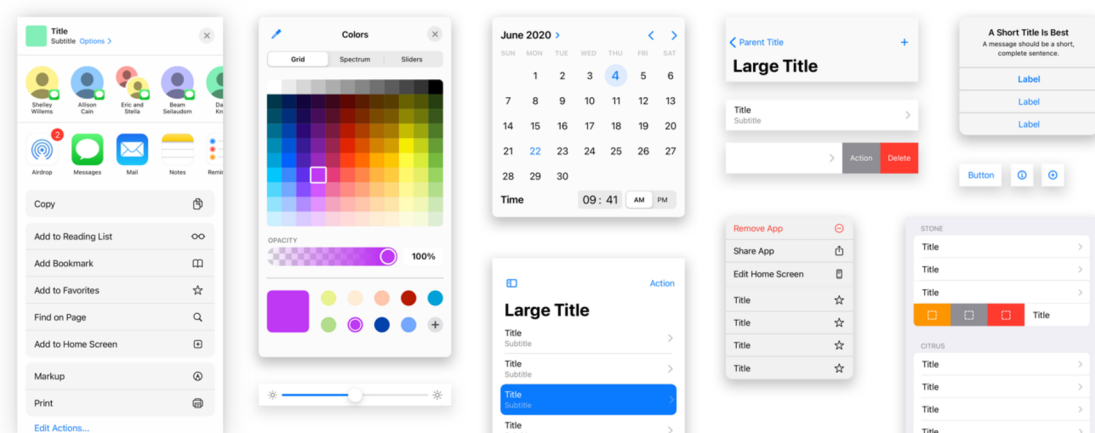 Title
Subtitle Options >
Shelley
Williems
Allison
Cain
Eric and
Stella
Beam
Seilaudom
2
Airdrop
Messages
Mail
Notes
Copy
Add to Reading List
Add Bookmark
Add to Favorites
Find on Page
Add to Home Screen
Markup
Print
Edit Actions...
Colors
Grid
Spectrum
Sliders
OPACITY
100%
June 2020 >
SUN MON TUE WED THU FRI SAT
1 2 3 4 5 6
7 8 9 10 11 12 13
14 15 16 17 18 19 20
21 22 23 24 25 26 27
28 29 30
Time 09 : 41 AM PM
Action
Large Title
Title
Subtitle
Title
Subtitle
Title
Subtitle
Title
Parent Title
Large Title
Title
Subtitle
Action Delete
Remove App
Share App
Edit Home Screen
Title
Title
Title
Title
A Short Title Is Best
A message should be a short,
complete sentence.
Label
Label
Label
Button
STONE
Title
Title
Title
Title
CITRUS
Title
Title
Title
Title